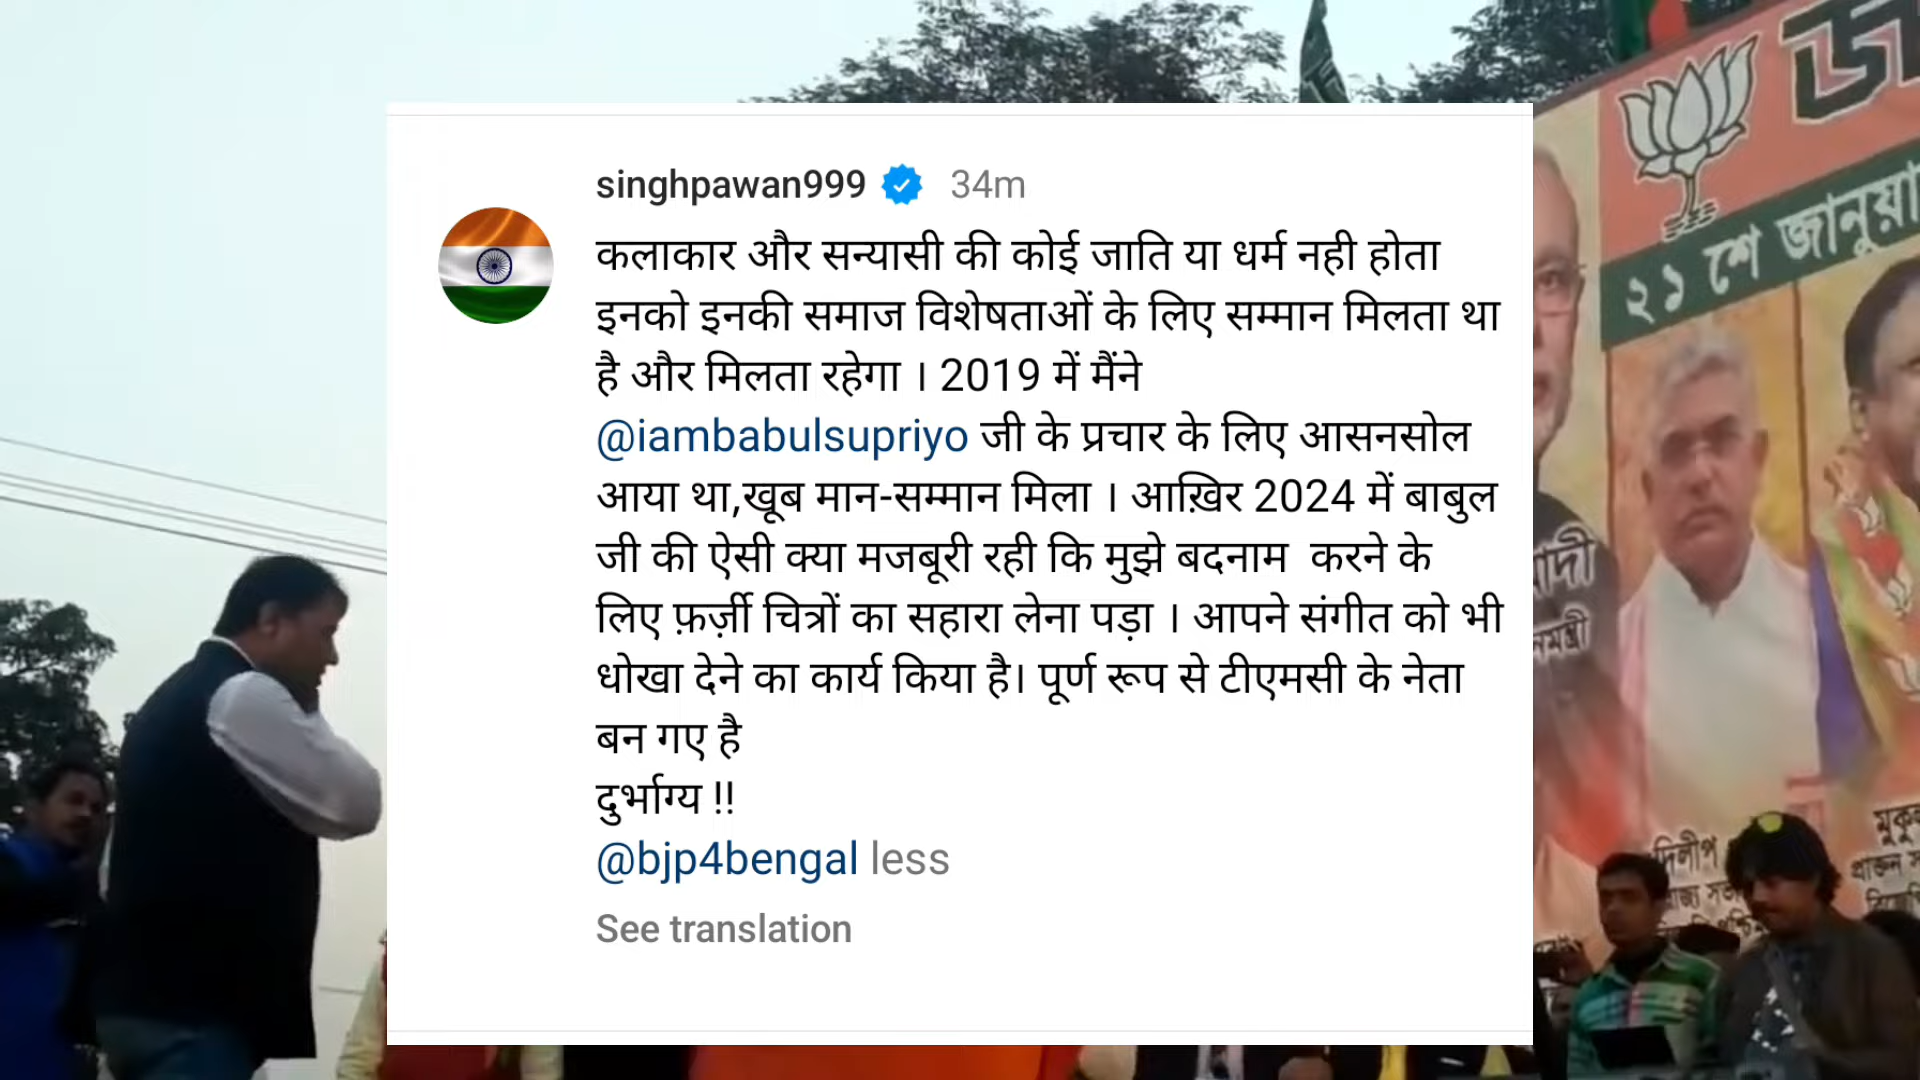 singhpawan999 34m
कलाकार और सन्यासी की कोई जाति या धर्म नही होता
इनको इनकी समाज विशेषताओं के लिए सम्मान मिलता था
है और मिलता रहेगा । 2019 में मैंने
@iambabulsupriyo जी के प्रचार के लिए आसनसोल
आया था,खूब मान-सम्मान मिला । आख़िर 2024 में बाबुल
जी की ऐसी क्या मजबूरी रही कि मुझे बदनाम  करने के
लिए फ़र्ज़ी चित्रों का सहारा लेना पड़ा । आपने संगीत को भी
धोखा देने का कार्य किया है। पूर्ण रूप से टीएमसी के नेता
बन गए है
दुर्भाग्य !!
@bjp4bengal less
See translation
২১ শে
দিলীপ